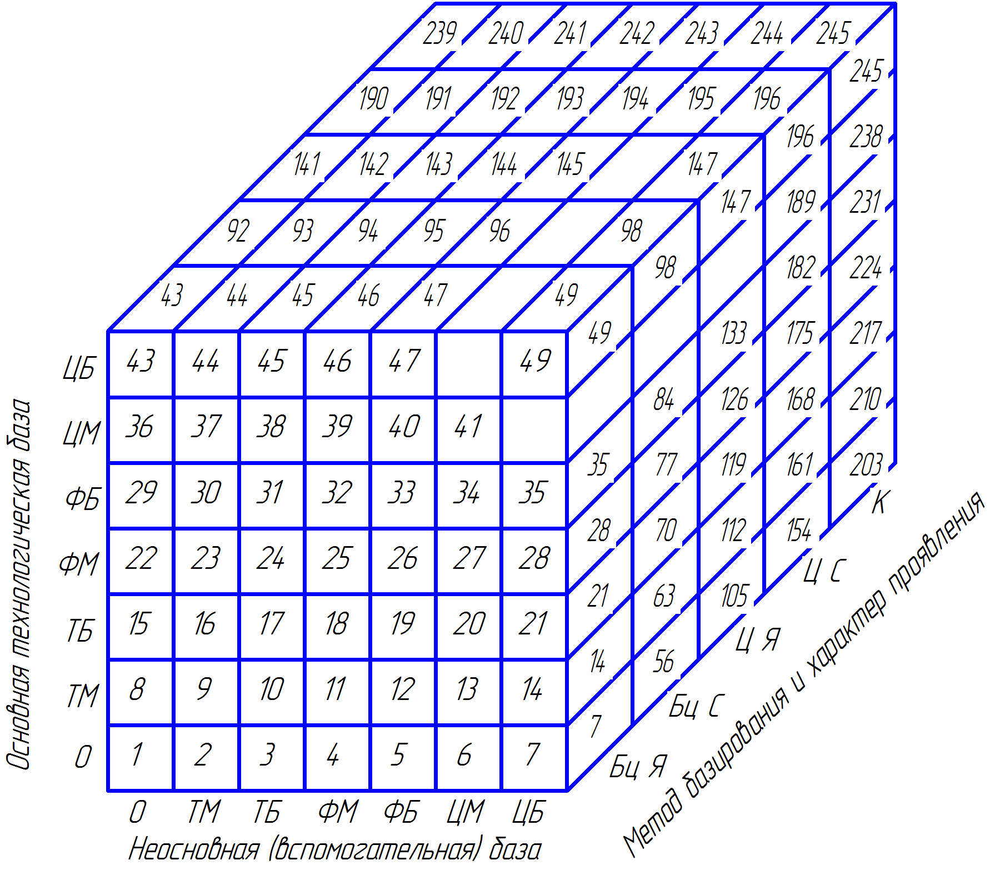 239 240 241 242 243 244 245
245
190 191 192 193 194 195 196
196 238
141 142 143 144 145 147
147 189 231
92 93 94 95 96 98
98 182 224
43 44 45 46 47 49
49 133 175 217
ЦБ 43 44 45 46 47 49
84 126 168 210
ЦМ 36 37 38 39 40 41
35 77 119 161 203
ФБ 29 30 31 32 33 34 35
К
28 70 112 154
ФМ 22 23 24 25 26 27 28
Ц С
21 63 105
ТБ 15 16 17 18 19 20 21
Ц Я
14 56
ТМ 8 9 10 11 12 13 14
Бц С
7
О 1 2 3 4 5 6 7
Бц Я
О ТМ ТБ ФМ ФБ ЦМ ЦБ
Неосновная (вспомогательная) база
Основная технологическая база
Метод базирования и характер проявления